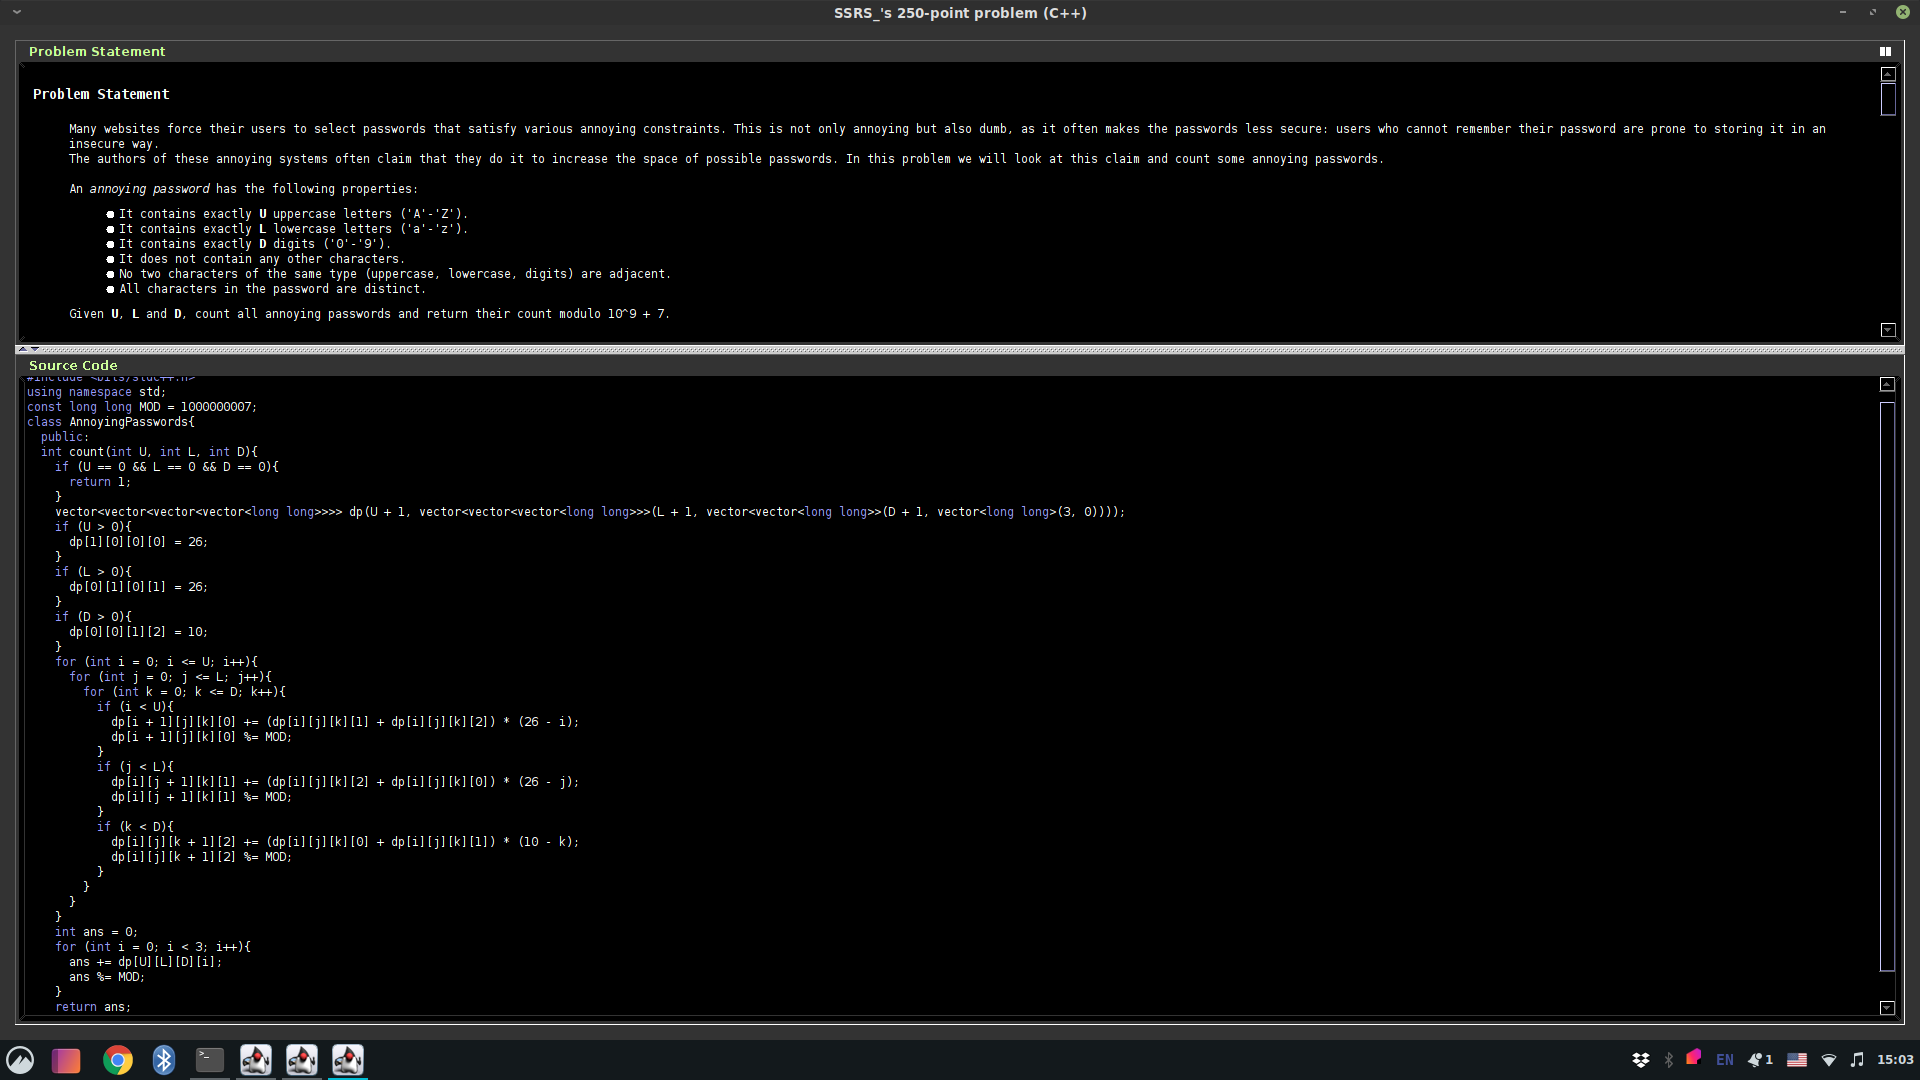 SSRS_'s 250-point problem (C++)
Problem Statement
Problem Statement
Many websites force their users to select passwords that satisfy various annoying constraints. This is not only annoying but also dumb, as it often makes the passwords less secure: users who cannot remember their password are prone to storing it in an
insecure way.
The authors of these annoying systems often claim that they do it to increase the space of possible passwords. In this problem we will look at this claim and count some annoying passwords.
An annoying password has the following properties:
● It contains exactly U uppercase letters ('A'-'Z').
● It contains exactly L lowercase letters ('a'-'z').
● It contains exactly D digits ('0'-'9').
● It does not contain any other characters.
● No two characters of the same type (uppercase, lowercase, digits) are adjacent.
● All characters in the password are distinct.
Given U, L and D, count all annoying passwords and return their count modulo 10^9 + 7.
Source Code
#include <bits/stdc++.h>
using namespace std;
const long long MOD = 1000000007;
class AnnoyingPasswords{
  public:
  int count(int U, int L, int D){
    if (U == 0 && L == 0 && D == 0){
      return 1;
    }
    vector<vector<vector<vector<long long>>>> dp(U + 1, vector<vector<vector<long long>>>(L + 1, vector<vector<long long>>(D + 1, vector<long long>(3, 0))));
    if (U > 0){
      dp[1][0][0][0] = 26;
    }
    if (L > 0){
      dp[0][1][0][1] = 26;
    }
    if (D > 0){
      dp[0][0][1][2] = 10;
    }
    for (int i = 0; i <= U; i++){
      for (int j = 0; j <= L; j++){
        for (int k = 0; k <= D; k++){
          if (i < U){
            dp[i + 1][j][k][0] += (dp[i][j][k][1] + dp[i][j][k][2]) * (26 - i);
            dp[i + 1][j][k][0] %= MOD;
          }
          if (j < L){
            dp[i][j + 1][k][1] += (dp[i][j][k][2] + dp[i][j][k][0]) * (26 - j);
            dp[i][j + 1][k][1] %= MOD;
          }
          if (k < D){
            dp[i][j][k + 1][2] += (dp[i][j][k][0] + dp[i][j][k][1]) * (10 - k);
            dp[i][j][k + 1][2] %= MOD;
          }
        }
      }
    }
    int ans = 0;
    for (int i = 0; i < 3; i++){
      ans += dp[U][L][D][i];
      ans %= MOD;
    }
    return ans;
EN
1
15:03